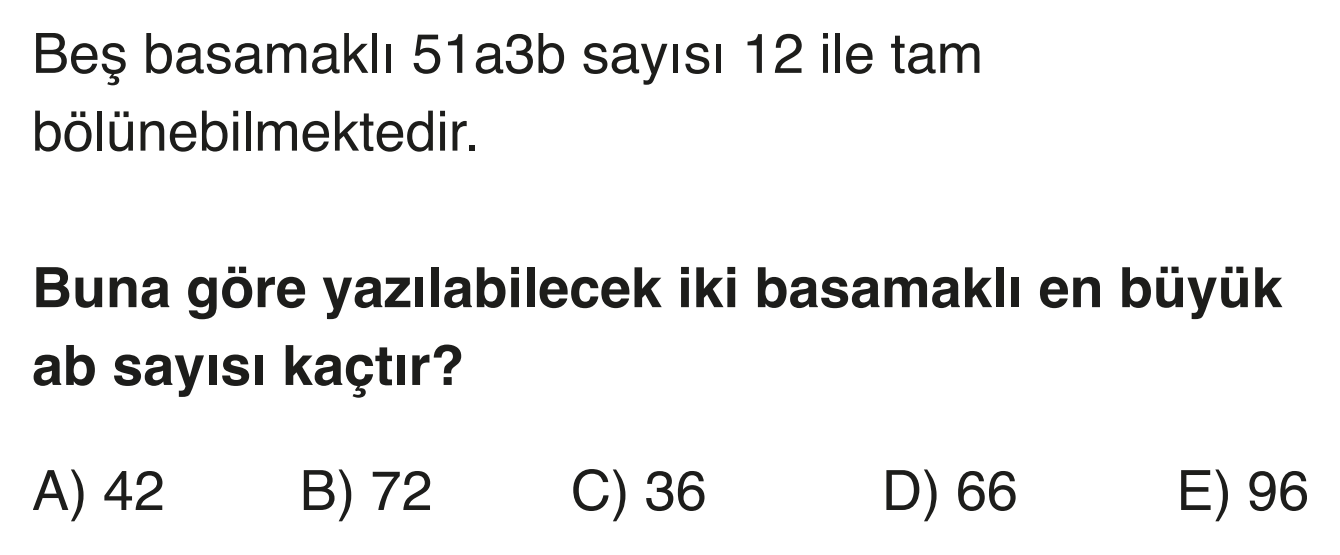 Beş basamaklı 51a3b sayısı 12 ile tam
bölünebilmektedir.
Buna göre yazılabilecek iki basamaklı en büyük
ab sayısı kaçtır?
A) 42 B) 72 C) 36 D) 66 E) 96